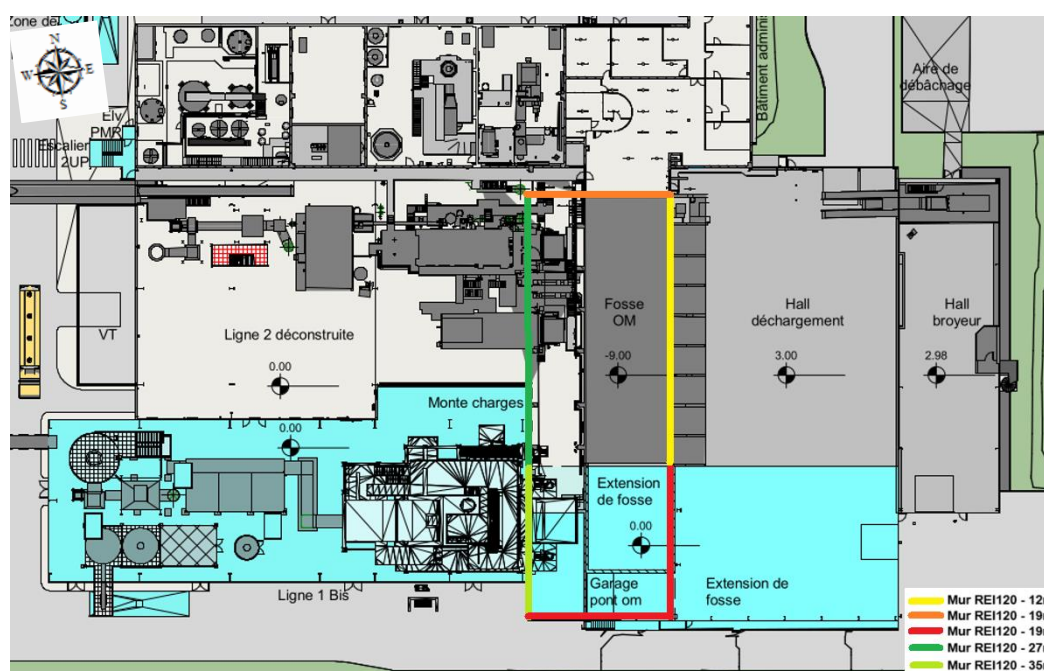 Zone de
N
W E
S
Elv
PMR
Escalier
2UP
Bâtiment admini
Aire de
débâchage
VT
Ligne 2 déconstruite
0.00
Fosse
OM
-9.00
Hall
déchargement
3.00
Hall
broyeur
2.98
Monte charges
0.00
Extension
de fosse
0.00
Garage
pont om
Extension de
fosse
Ligne 1 Bis
Mur REI120 - 12
Mur REI120 - 19
Mur REI120 - 19
Mur REI120 - 27
Mur REI120 - 35